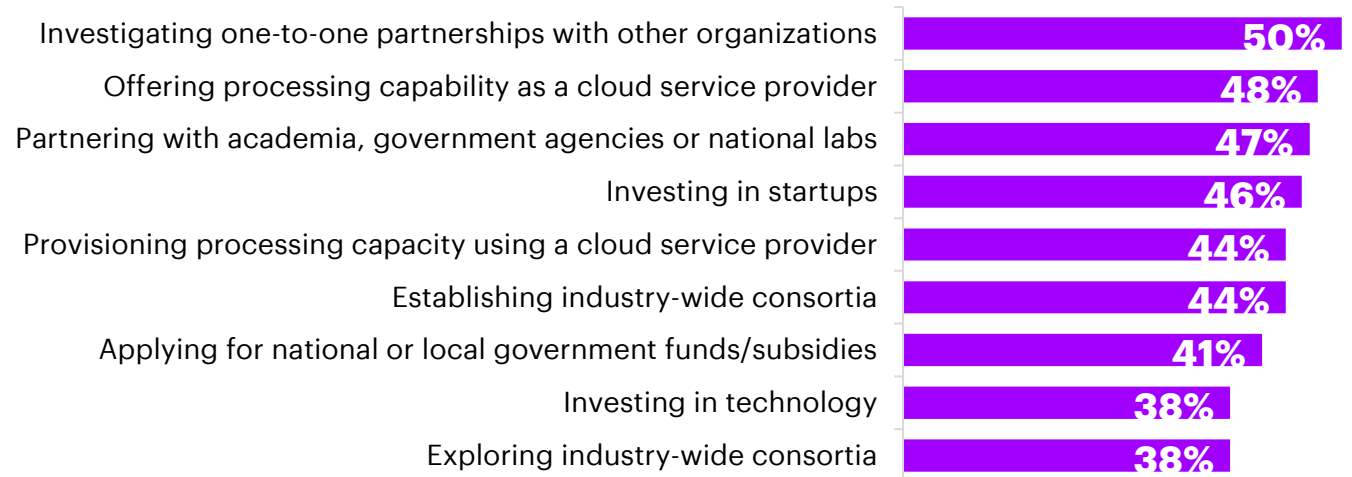 Investigating one-to-one partnerships with other organizations 50%
Offering processing capability as a cloud service provider 48%
Partnering with academia, government agencies or national labs 47%
Investing in startups 46%
Provisioning processing capacity using a cloud service provider 44%
Establishing industry-wide consortia 44%
Applying for national or local government funds/subsidies 41%
Investing in technology 38%
Exploring industry-wide consortia 38%